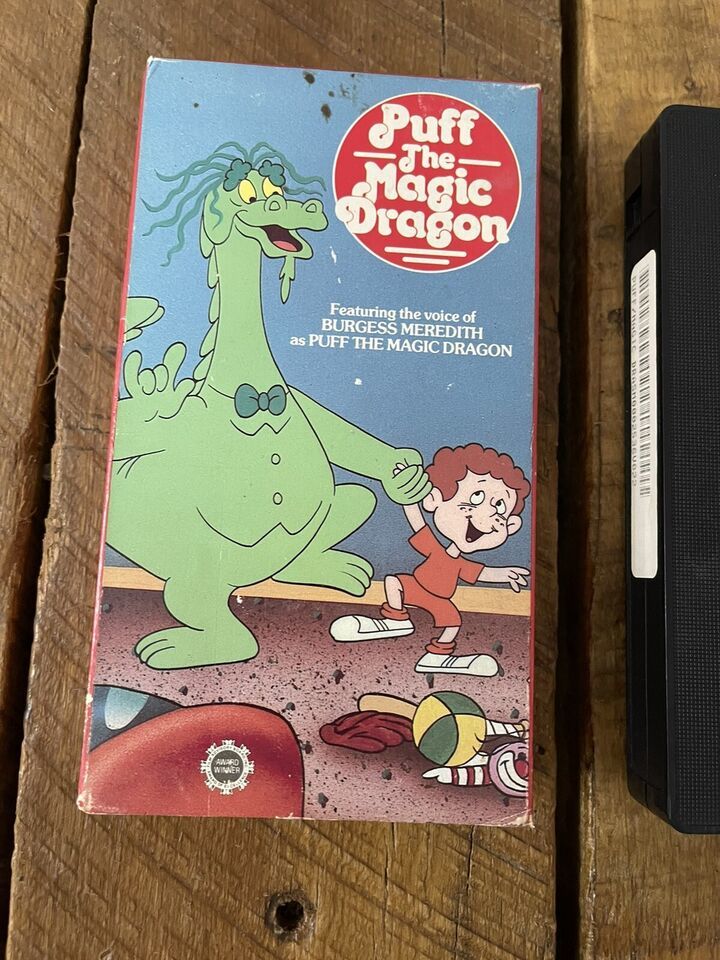 Puff
The
Magic
Dragon
Featuring the voice of
BURGESS MEREDITH
as PUFF THE MAGIC DRAGON
AWARD
WINNER